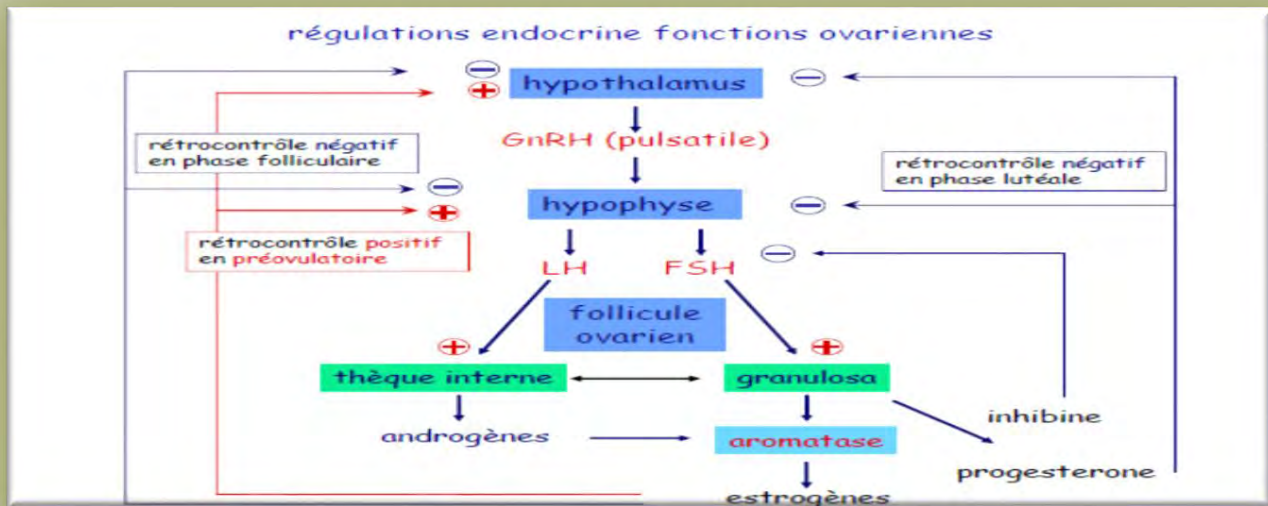 régulations endocrine fonctions ovariennes
hypothalamus
GnRH (pulsatile)
rétrocontrôle négatif
en phase folliculaire
rétrocontrôle négatif
en phase lutéale
hypophyse
rétrocontrôle positif
en préovulatoire
LH
FSH
follicule
ovarien
thèque interne
granulosa
androgènes
aromatase
inhibine
progesterone
estrogènes